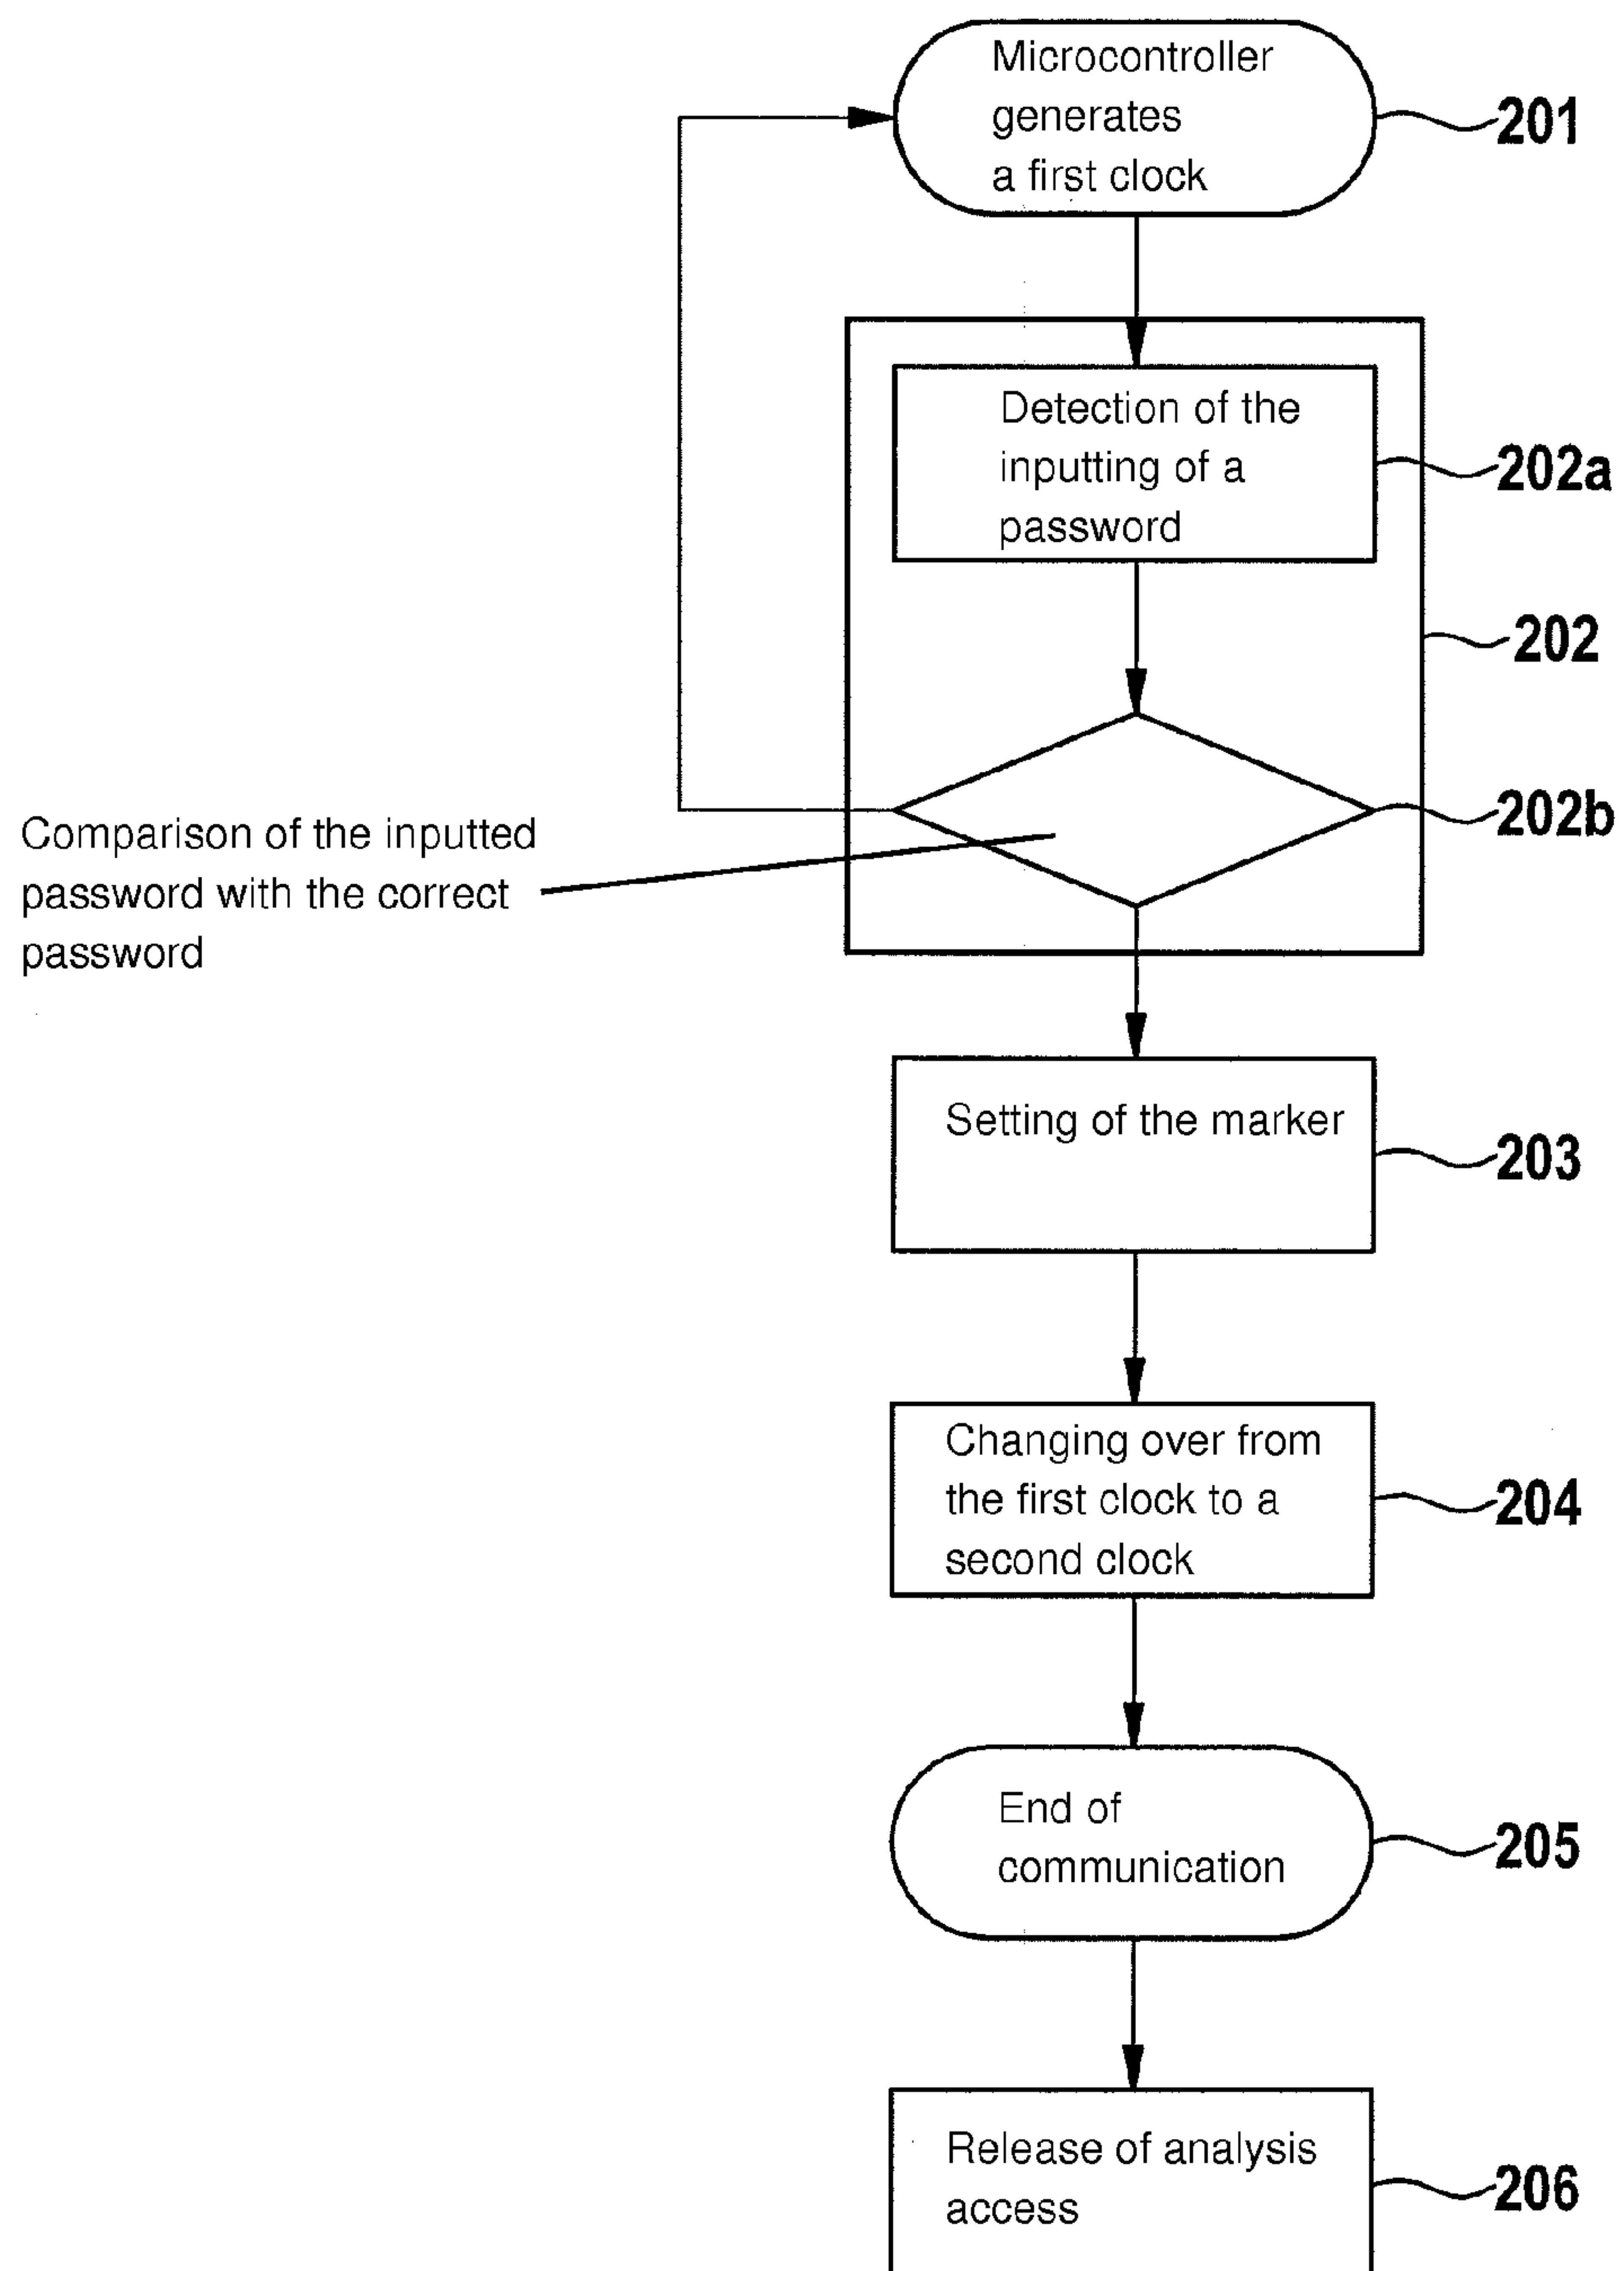 Microcontroller
generates
a first clock
201
Detection of the
inputting of a
password
202a
202
202b
Comparison of the inputted
password with the correct
password
Setting of the marker
203
Changing over from
the first clock to a
second clock
204
End of
communication
205
Release of analysis
access
206